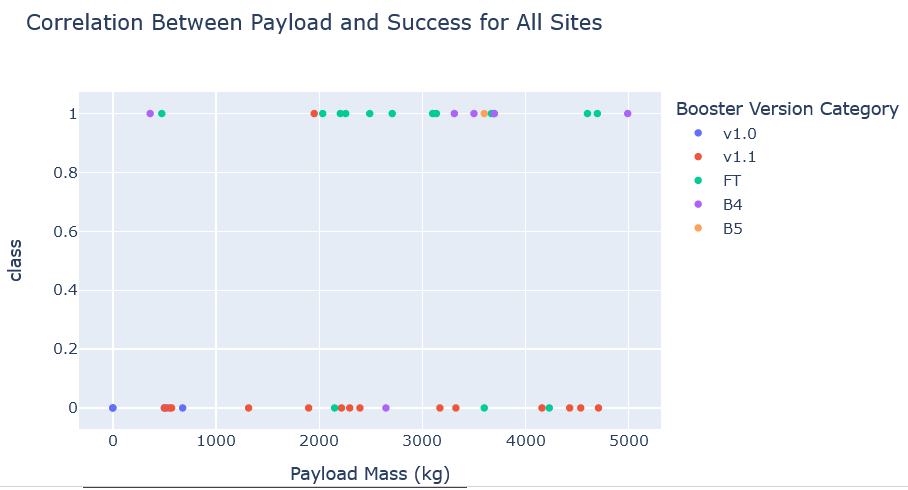 Correlation Between Payload and Success for All Sites
Booster Version Category
v1.0
v1.1
FT
B4
B5
class
1
0.8
0.6
0.4
0.2
0
0 1000 2000 3000 4000 5000
Payload Mass (kg)